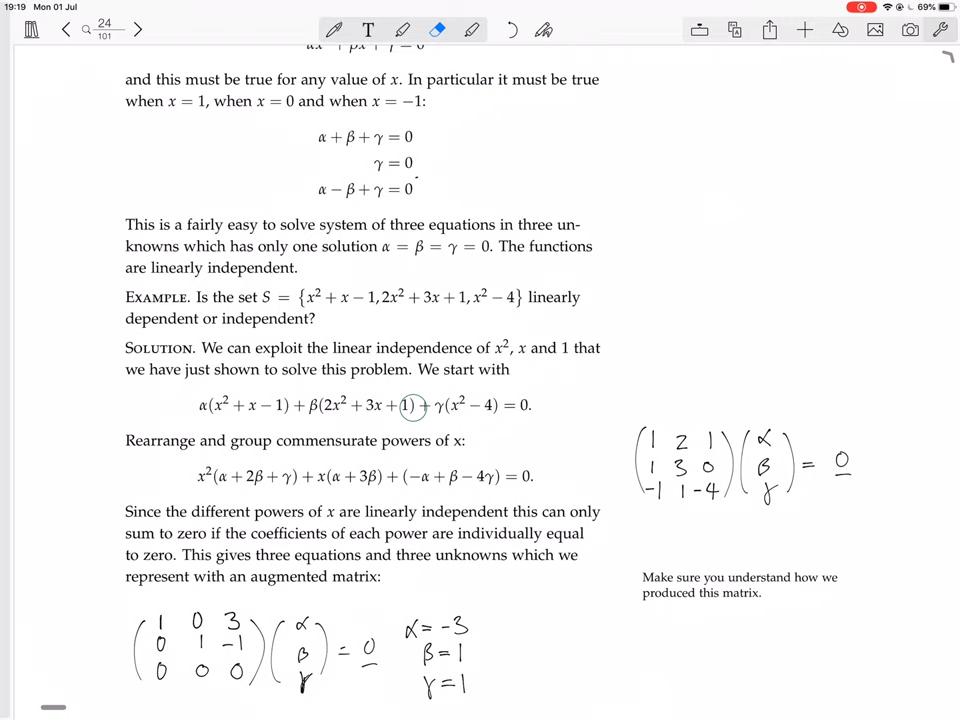 19:19 Mon 01 Jul
69%
24
101
αx² + βx + γ = 0
and this must be true for any value of x. In particular it must be true
when x = 1, when x = 0 and when x = −1:
α + β + γ = 0
γ = 0
α − β + γ = 0
This is a fairly easy to solve system of three equations in three un-
knowns which has only one solution α = β = γ = 0. The functions
are linearly independent.
EXAMPLE. Is the set S = {x² + x − 1, 2x² + 3x + 1, x² − 4} linearly
dependent or independent?
SOLUTION. We can exploit the linear independence of x², x and 1 that
we have just shown to solve this problem. We start with
α(x² + x − 1) + β(2x² + 3x + 1) + γ(x² − 4) = 0.
Rearrange and group commensurate powers of x:
x²(α + 2β + γ) + x(α + 3β) + (−α + β − 4γ) = 0.
Since the different powers of x are linearly independent this can only
sum to zero if the coefficients of each power are individually equal
to zero. This gives three equations and three unknowns which we
represent with an augmented matrix:
1 2 1 α
1 3 0 β = 0
-1 1 -4 γ
Make sure you understand how we
produced this matrix.
1 0 3 α
0 1 -1 β = 0
0 0 0 γ
α = -3
β = 1
γ = 1